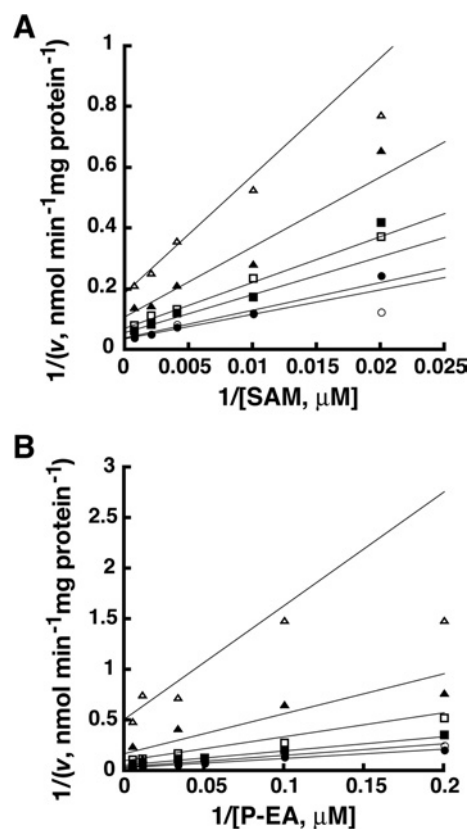 A
1/(v, nmol min⁻¹mg protein⁻¹)
1
0.8
0.6
0.4
0.2
0
0 0.005 0.01 0.015 0.02 0.025
1/[SAM, μM]
B
1/(v, nmol min⁻¹mg protein⁻¹)
3
2.5
2
1.5
1
0.5
0
0 0.05 0.1 0.15 0.2
1/[P-EA, μM]